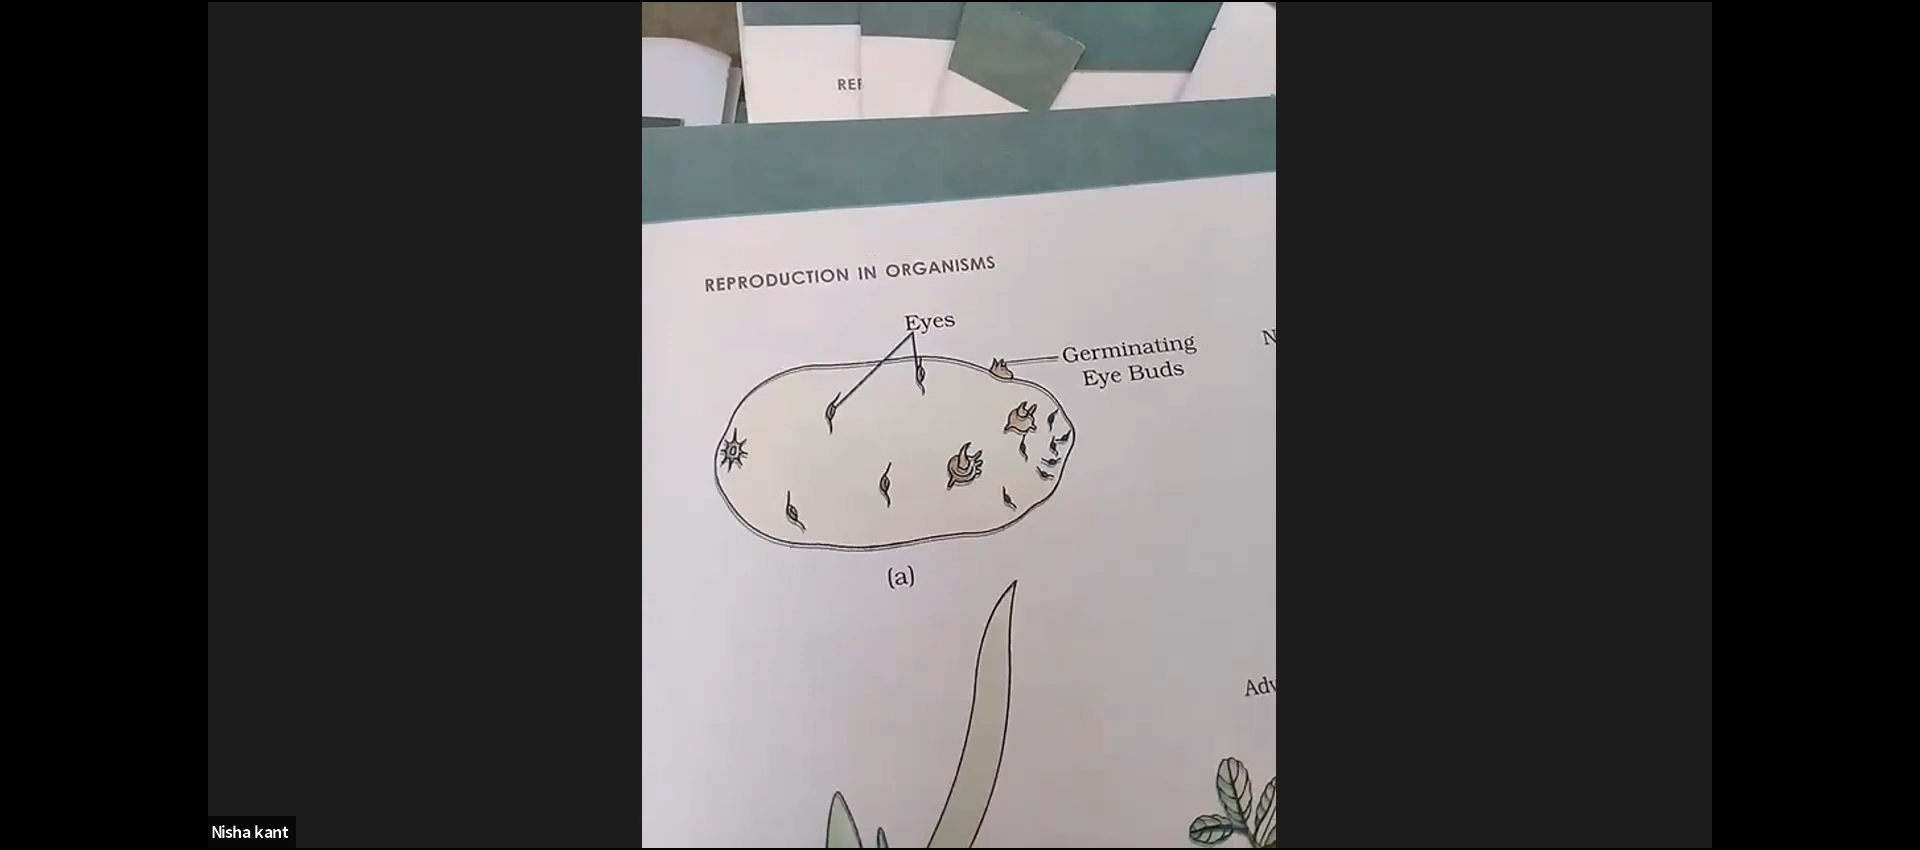 REPRODUCTION IN ORGANISMS
Eyes
Germinating
Eye Buds
(a)
Nisha kant